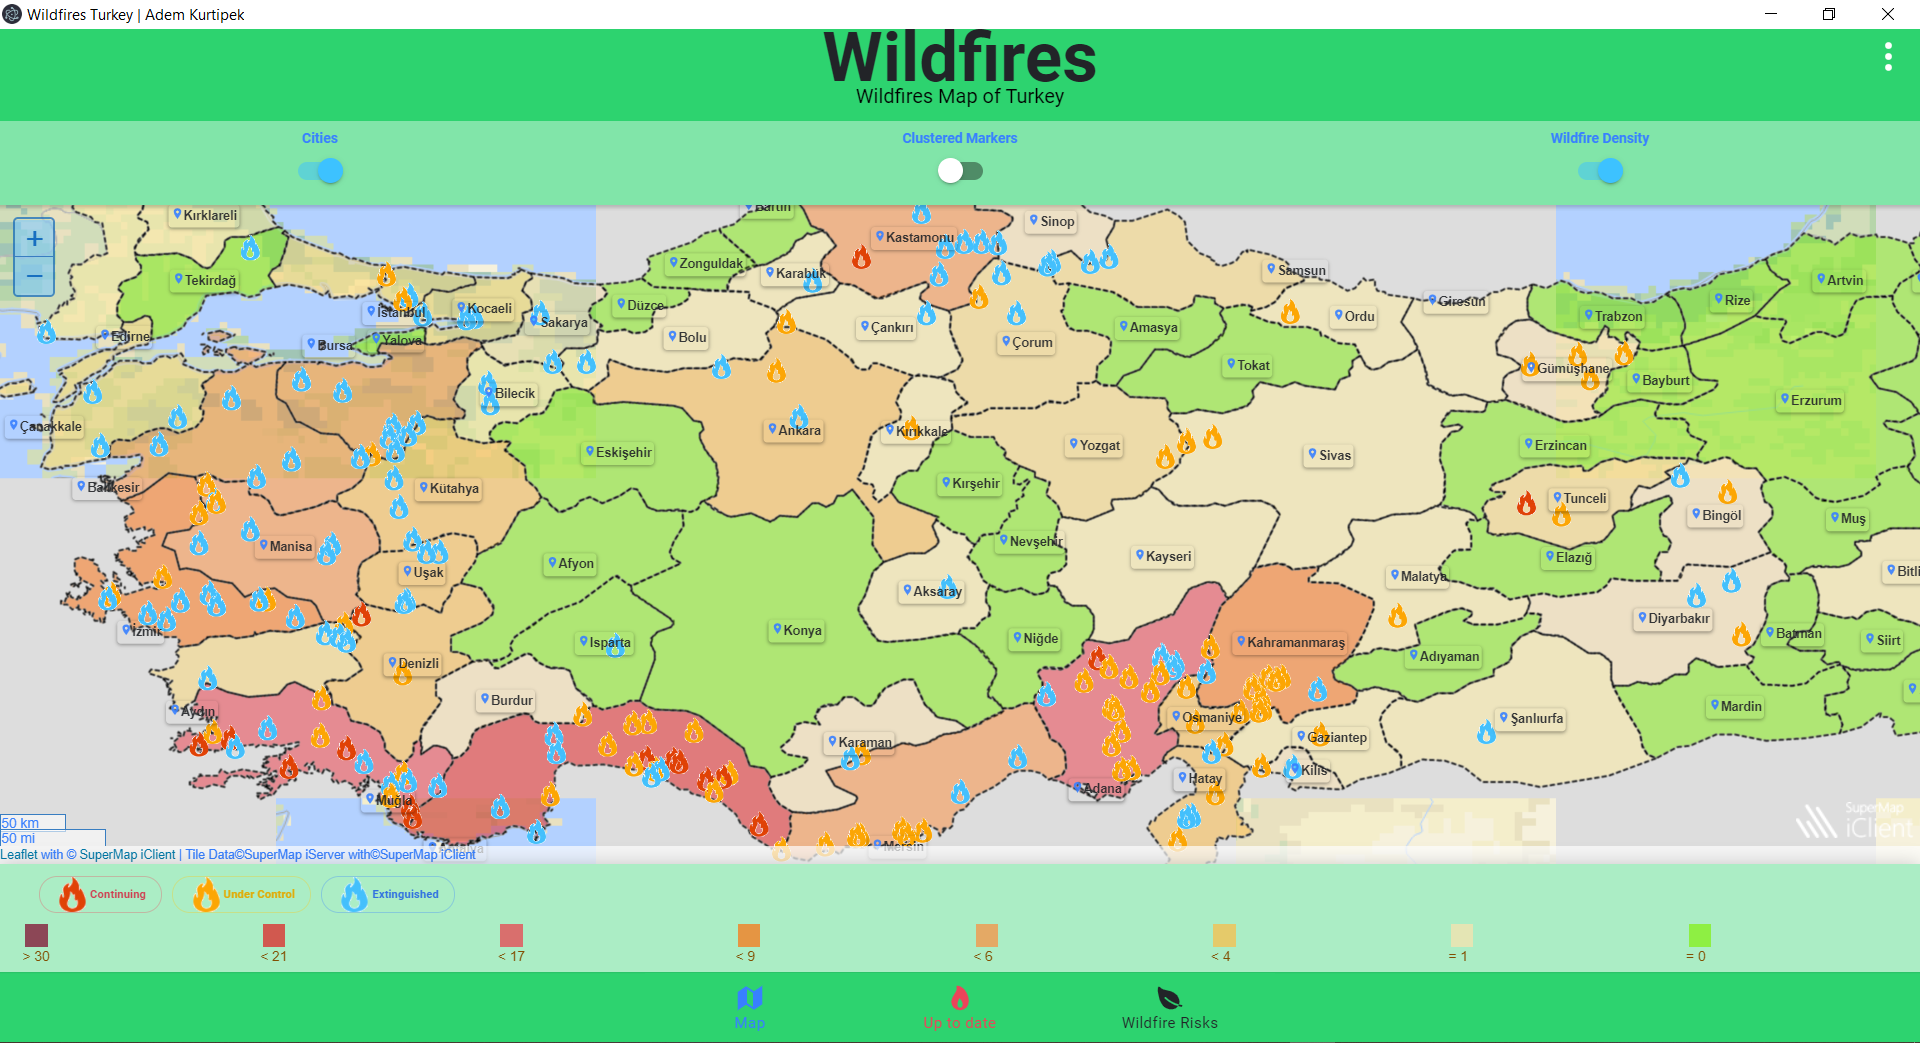 Wildfires Turkey | Adem Kurtipek
Wildfires
Wildfires Map of Turkey
Cities
Clustered Markers
Wildfire Density
+
−
Kırklareli
Bartın
Kastamonu
Sinop
Tekirdağ
Zonguldak
Karabük
Samsun
Artvin
İstanbul
Kocaeli
Sakarya
Düzce
Giresun
Rize
Edirne
Bursa
Yalova
Bolu
Çankırı
Çorum
Amasya
Ordu
Trabzon
Bilecik
Tokat
Gümüşhane
Bayburt
Erzurum
Çanakkale
Ankara
Kırıkkale
Yozgat
Eskişehir
Sivas
Erzincan
Balıkesir
Kütahya
Kırşehir
Tunceli
Bingöl
Muş
Manisa
Uşak
Afyon
Nevşehir
Kayseri
Elazığ
Malatya
Bitli
Aksaray
İzmir
Isparta
Konya
Niğde
Kahramanmaraş
Diyarbakır
Batman
Siirt
Denizli
Adıyaman
Aydın
Burdur
Osmaniye
Şanlıurfa
Mardin
Karaman
Gaziantep
Kilis
Hatay
Adana
Muğla
Mersin
50 km
50 mi
SuperMap
iClient
Leaflet with © SuperMap iClient | Tile Data©SuperMap iServer with©SuperMap iClient
Continuing
Under Control
Extinguished
> 30
< 21
< 17
< 9
< 6
< 4
= 1
= 0
Map
Up to date
Wildfire Risks